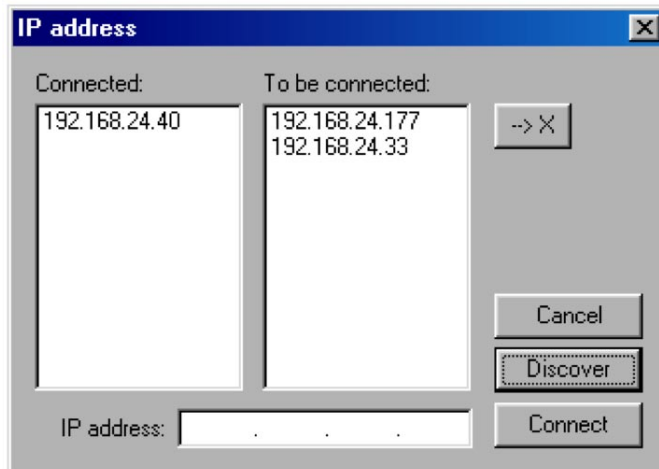 IP address
Connected:
To be connected:
192.168.24.40
192.168.24.177
192.168.24.33
--> X
Cancel
Discover
IP address: . . .
Connect